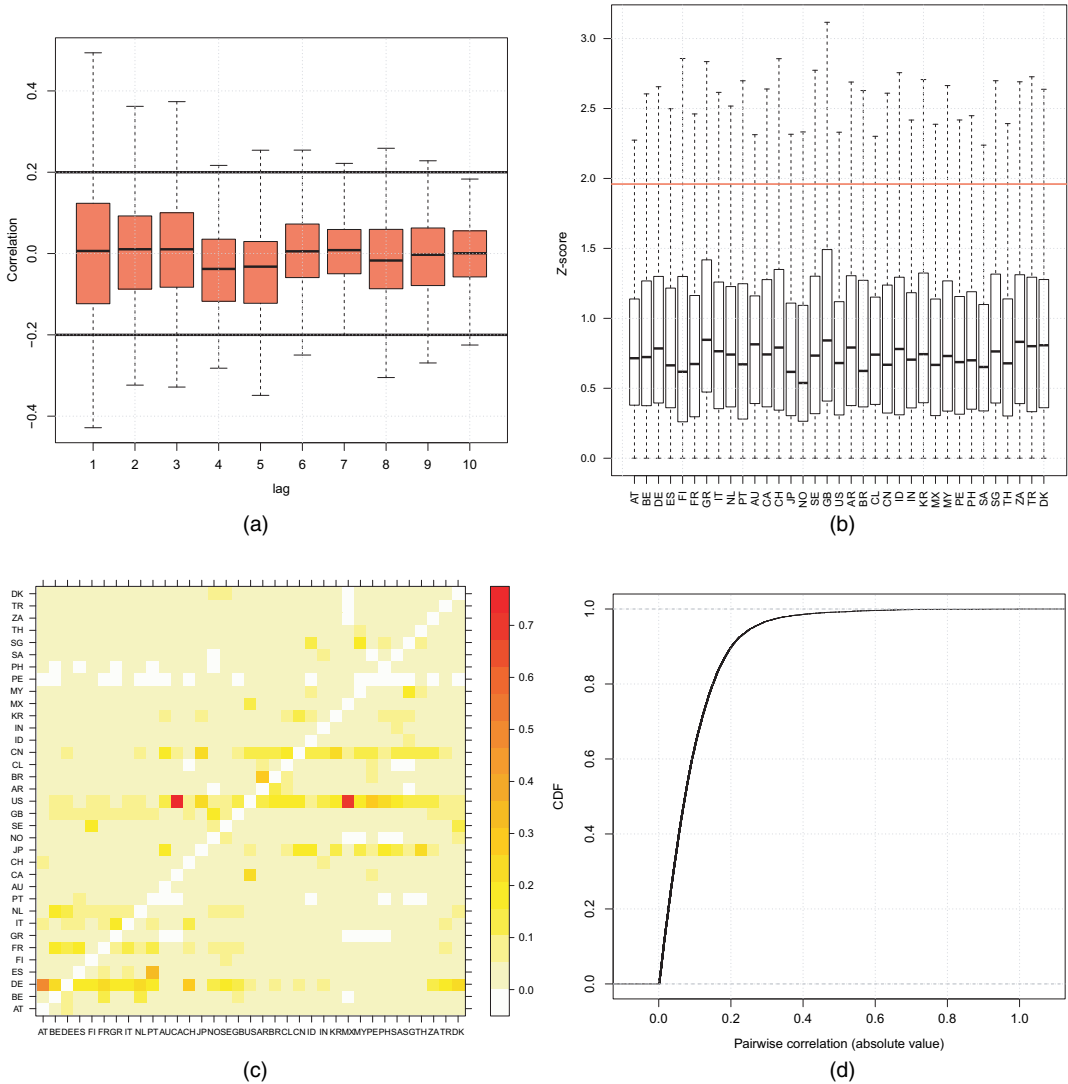 0.4
0.2
0.0
−0.2
−0.4
Correlation
1 2 3 4 5 6 7 8 9 10
lag
(a)
3.0
2.5
2.0
1.5
1.0
0.5
0.0
Z-score
AT BE DE ES FI FR GR IT NL PT AU CA CH JP NO SE GB US AR BR CL CN ID IN KR MX MY PE PH SA SG TH ZA TR DK
(b)
DK
TR
ZA
TH
SG
SA
PH
PE
MY
MX
KR
IN
ID
CN
CL
BR
AR
US
GB
SE
NO
JP
CH
CA
AU
PT
NL
IT
GR
FR
FI
ES
DE
BE
AT
AT BE DE ES FI FR GR IT NL PT AU CA CH JP NO SE GB US AR BR CL CN ID IN KR MX MY PE PH SA SG TH ZA TR DK
0.7
0.6
0.5
0.4
0.3
0.2
0.1
0.0
(c)
1.0
0.8
0.6
0.4
0.2
0.0
CDF
0.0 0.2 0.4 0.6 0.8 1.0
Pairwise correlation (absolute value)
(d)